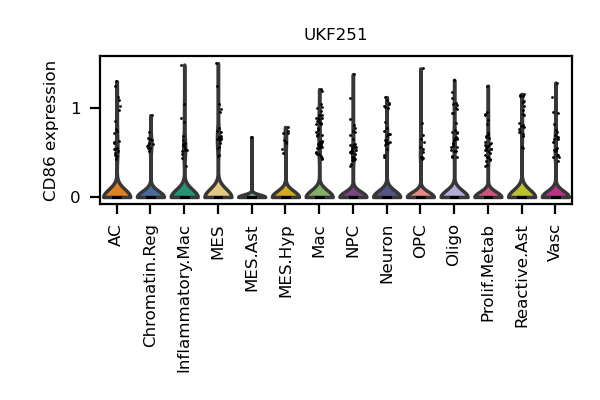 UKF251
CD86 expression
1
0
AC
Chromatin.Reg
Inflammatory.Mac
MES
MES.Ast
MES.Hyp
Mac
NPC
Neuron
OPC
Oligo
Prolif.Metab
Reactive.Ast
Vasc